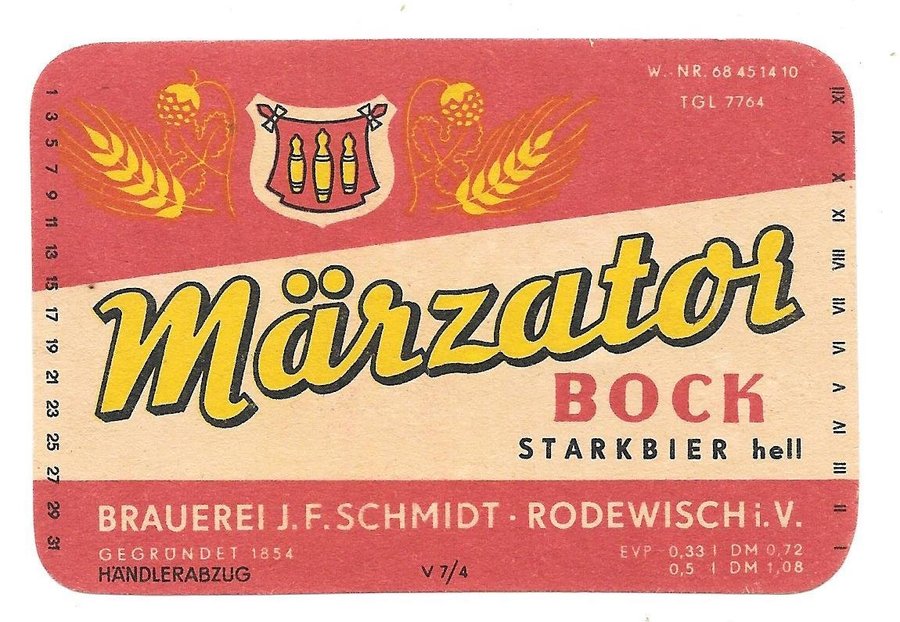 W. NR. 68 45 14 10
TGL 7764
1 3 5 7 9 11 13 15 17 19 21 23 25 27 29 31
Märzator
BOCK
STARKBIER hell
BRAUEREI J. F. SCHMIDT · RODEWISCH i. V.
GEGRÜNDET 1854
HÄNDLERABZUG
V 7/4
EVP 0,33 l DM 0,72
0,5 l DM 1,08
XII XI X IX VIII VII VI V IV III II I